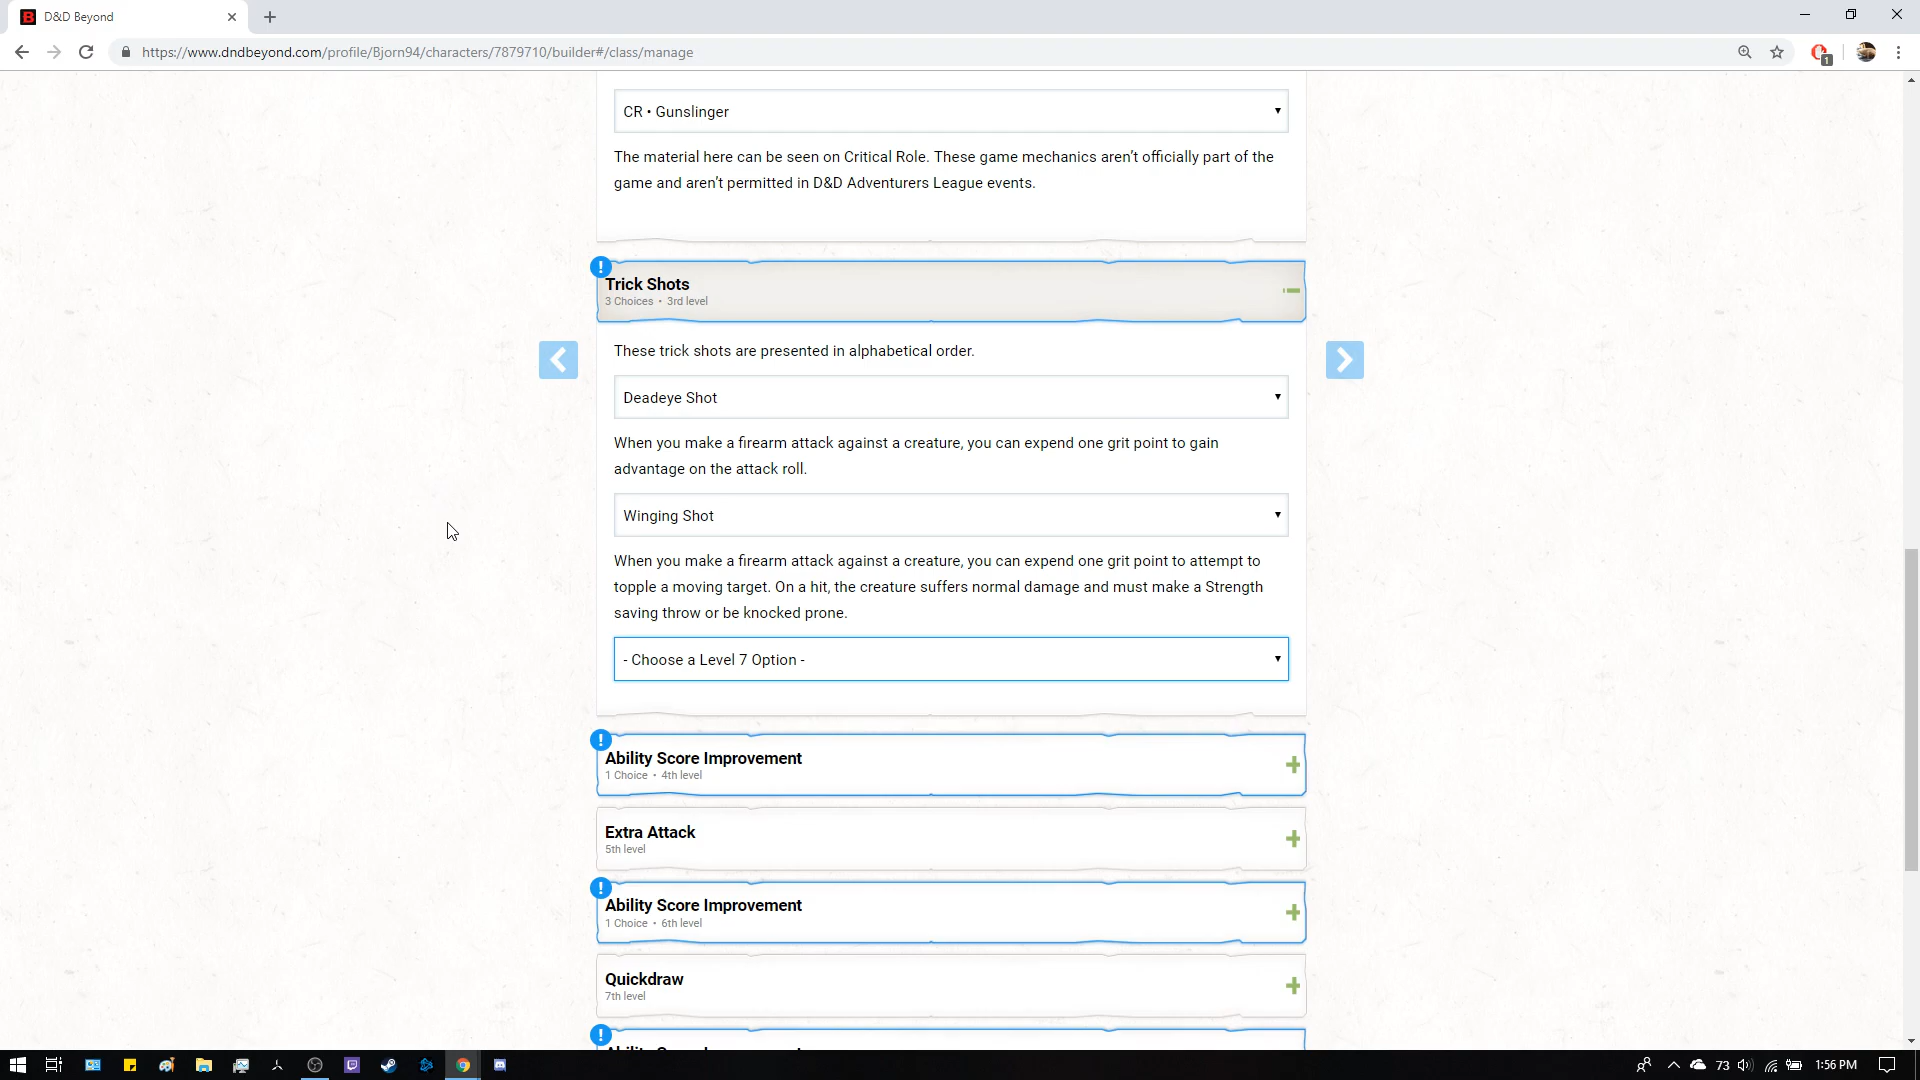 D&D Beyond
https://www.dndbeyond.com/profile/Bjorn94/characters/7879710/builder#/class/manage
1
CR • Gunslinger
The material here can be seen on Critical Role. These game mechanics aren’t officially part of the
game and aren’t permitted in D&D Adventurers League events.
!
Trick Shots
3 Choices • 3rd level
These trick shots are presented in alphabetical order.
Deadeye Shot
When you make a firearm attack against a creature, you can expend one grit point to gain
advantage on the attack roll.
Winging Shot
When you make a firearm attack against a creature, you can expend one grit point to attempt to
topple a moving target. On a hit, the creature suffers normal damage and must make a Strength
saving throw or be knocked prone.
- Choose a Level 7 Option -
!
Ability Score Improvement
1 Choice • 4th level
Extra Attack
5th level
!
Ability Score Improvement
1 Choice • 6th level
Quickdraw
7th level
!
73
1:56 PM